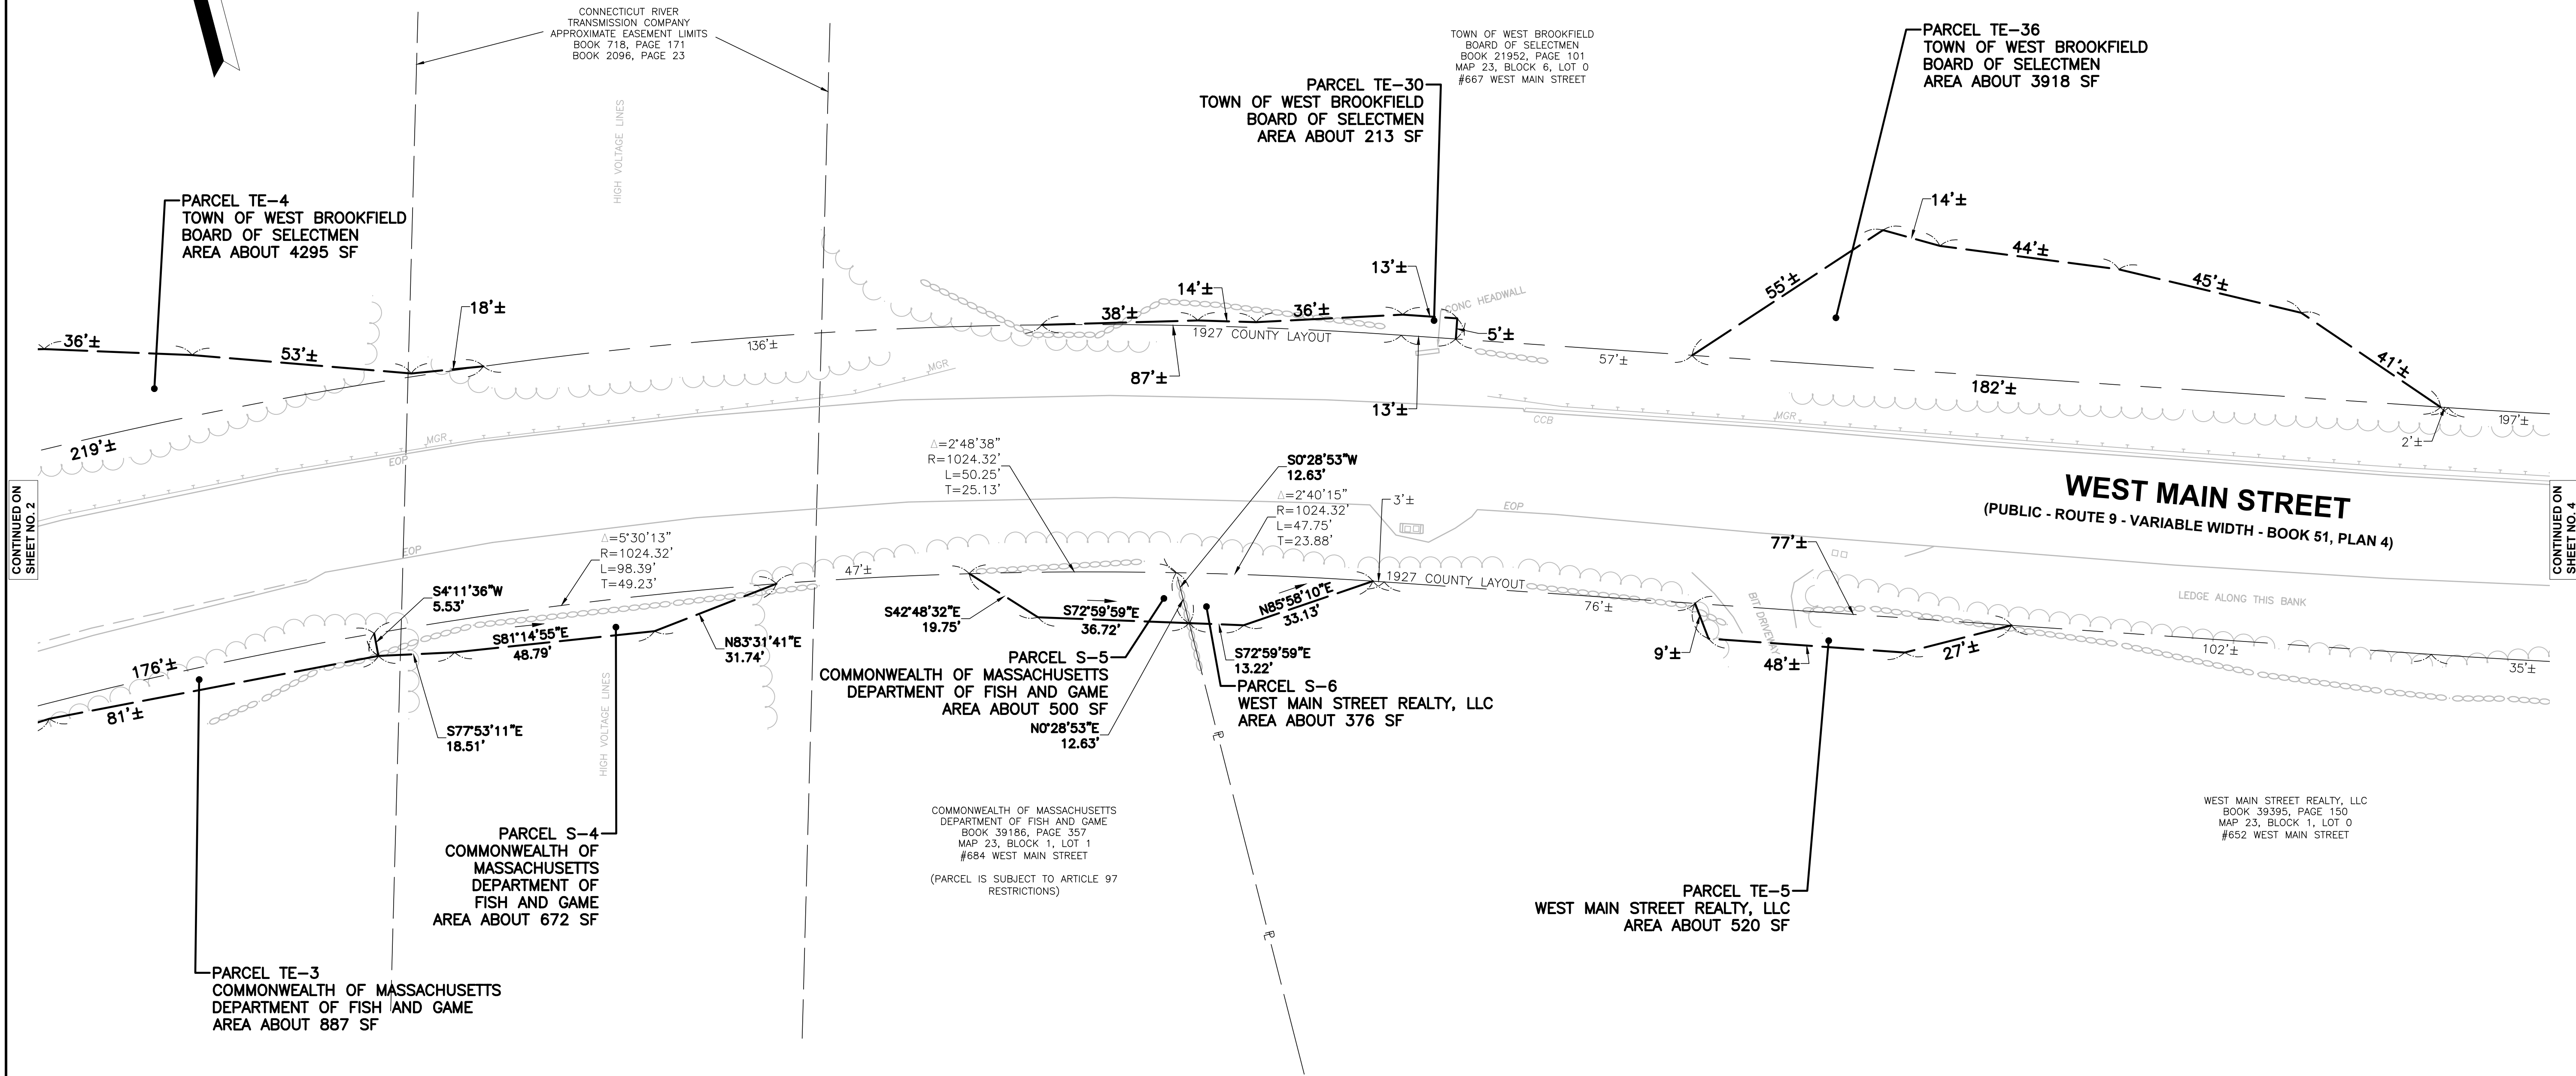 CONNECTICUT RIVER
TRANSMISSION COMPANY
APPROXIMATE EASEMENT LIMITS
BOOK 718, PAGE 171
BOOK 2096, PAGE 23
HIGH VOLTAGE LINES
TOWN OF WEST BROOKFIELD
BOARD OF SELECTMEN
BOOK 21952, PAGE 101
MAP 23, BLOCK 6, LOT 0
#667 WEST MAIN STREET
PARCEL TE-36
TOWN OF WEST BROOKFIELD
BOARD OF SELECTMEN
AREA ABOUT 3918 SF
PARCEL TE-30
TOWN OF WEST BROOKFIELD
BOARD OF SELECTMEN
AREA ABOUT 213 SF
PARCEL TE-4
TOWN OF WEST BROOKFIELD
BOARD OF SELECTMEN
AREA ABOUT 4295 SF
36'±
53'±
18'±
136'±
219'±
MGR
EOP
MGR
38'±
14'±
36'±
13'±
CONC HEADWALL
5'±
1927 COUNTY LAYOUT
87'±
13'±
57'±
55'±
14'±
44'±
45'±
41'±
182'±
2'±
197'±
MGR
CCB
CONTINUED ON
SHEET NO. 2
CONTINUED ON
SHEET NO. 4
WEST MAIN STREET
(PUBLIC - ROUTE 9 - VARIABLE WIDTH - BOOK 51, PLAN 4)
EOP
EOP
Δ=5°30'13"
R=1024.32'
L=98.39'
T=49.23'
Δ=2°48'38"
R=1024.32'
L=50.25'
T=25.13'
S0°28'53"W
12.63'
Δ=2°40'15"
R=1024.32'
L=47.75'
T=23.88'
3'±
S4°11'36"W
5.53'
176'±
81'±
S81°14'55"E
48.79'
N83°31'41"E
31.74'
S77°53'11"E
18.51'
HIGH VOLTAGE LINES
47'±
S42°48'32"E
19.75'
S72°59'59"E
36.72'
N85°58'10"E
33.13'
S72°59'59"E
13.22'
1927 COUNTY LAYOUT
76'±
BIT DRIVEWAY
77'±
9'±
48'±
27'±
LEDGE ALONG THIS BANK
102'±
35'±
PARCEL S-5
COMMONWEALTH OF MASSACHUSETTS
DEPARTMENT OF FISH AND GAME
AREA ABOUT 500 SF
N0°28'53"E
12.63'
PARCEL S-6
WEST MAIN STREET REALTY, LLC
AREA ABOUT 376 SF
PL
PL
COMMONWEALTH OF MASSACHUSETTS
DEPARTMENT OF FISH AND GAME
BOOK 39186, PAGE 357
MAP 23, BLOCK 1, LOT 1
#684 WEST MAIN STREET
(PARCEL IS SUBJECT TO ARTICLE 97
RESTRICTIONS)
WEST MAIN STREET REALTY, LLC
BOOK 39395, PAGE 150
MAP 23, BLOCK 1, LOT 0
#652 WEST MAIN STREET
PARCEL S-4
COMMONWEALTH OF
MASSACHUSETTS
DEPARTMENT OF
FISH AND GAME
AREA ABOUT 672 SF
PARCEL TE-5
WEST MAIN STREET REALTY, LLC
AREA ABOUT 520 SF
PARCEL TE-3
COMMONWEALTH OF MASSACHUSETTS
DEPARTMENT OF FISH AND GAME
AREA ABOUT 887 SF